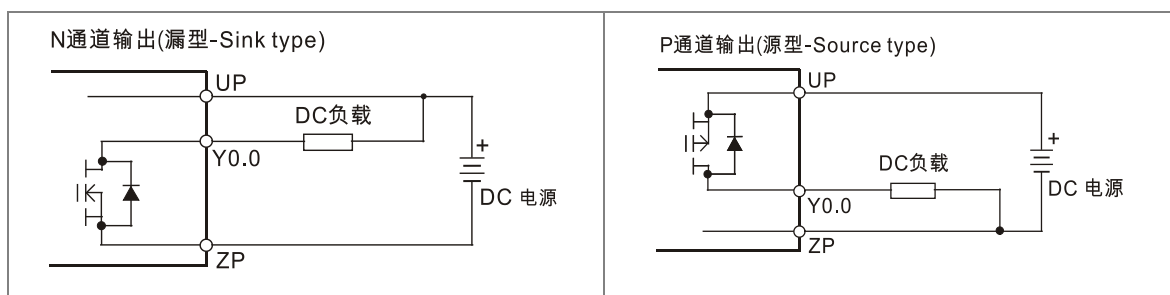 N通道输出(漏型-Sink type)
UP
DC负载
Y0.0
+
DC 电源
ZP
P通道输出(源型-Source type)
UP
+
DC负载
DC 电源
Y0.0
ZP